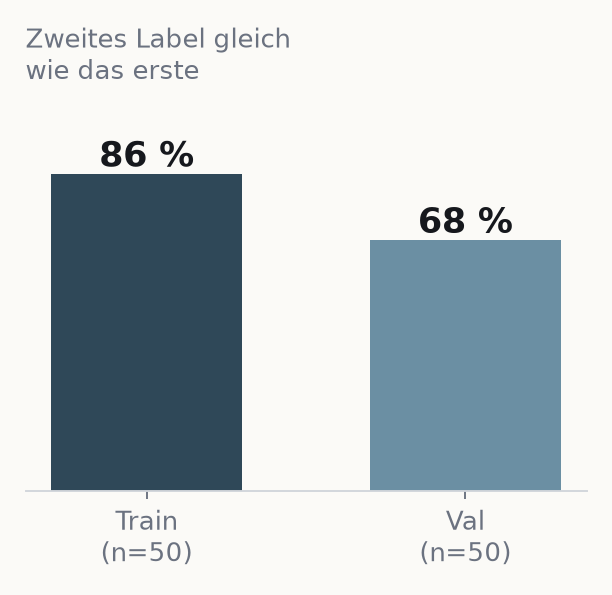 Zweites Label gleich
wie das erste
86 %
68 %
Train
(n=50)
Val
(n=50)